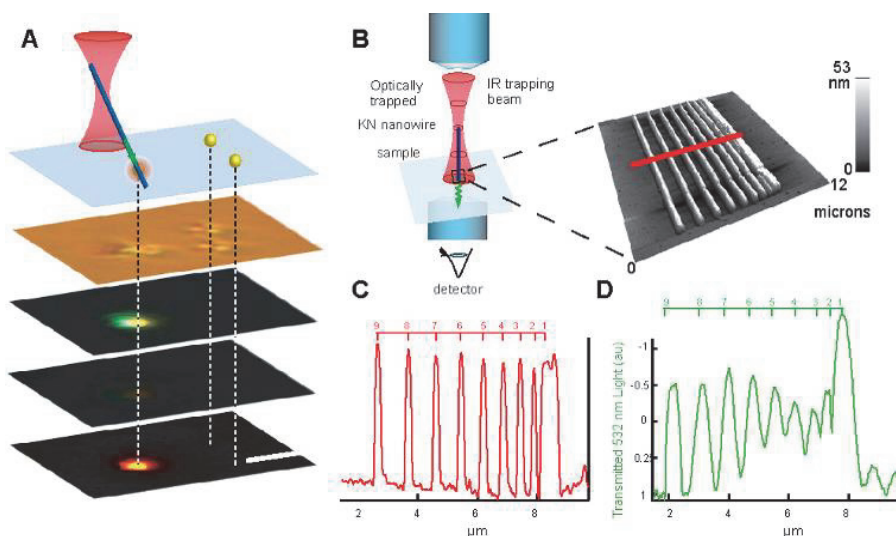 A
B
Optically
trapped
IR trapping
beam
KN nanowire
sample
detector
53
nm
0
12
microns
0
C
9 8 7 6 5 4 3 2 1
2 4 6 8
µm
D
9 8 7 6 5 4 3 2 1
Transmitted 532 nm Light (au)
-1
-0.5
0
0.2
1
2 4 6 8
µm